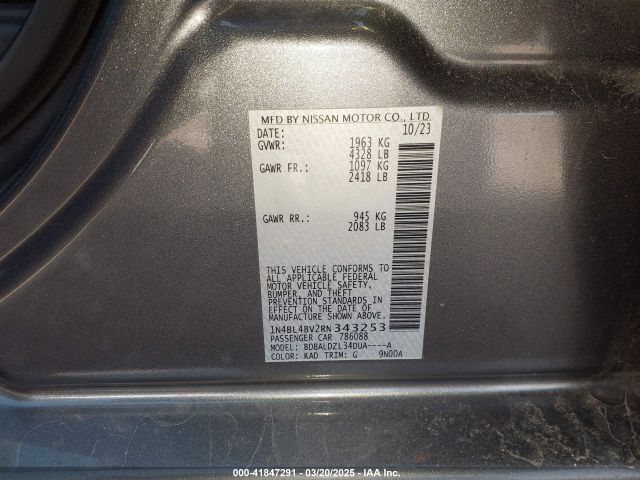 MFD BY NISSAN MOTOR CO., LTD.
DATE: 10/23
GVWR: 1963 KG
4328 LB
GAWR FR.: 1097 KG
2418 LB
GAWR RR.: 945 KG
2083 LB
THIS VEHICLE CONFORMS TO
ALL APPLICABLE FEDERAL
MOTOR VEHICLE SAFETY,
BUMPER, AND THEFT
PREVENTION STANDARDS IN
EFFECT ON THE DATE OF
MANUFACTURE SHOWN ABOVE.
1N4BL4BV2RN343253
PASSENGER CAR 786088
MODEL: BDBALDZL34DUA----A
COLOR: KAD TRIM: G 9N00A
000-41847291 - 03/20/2025 - IAA Inc.